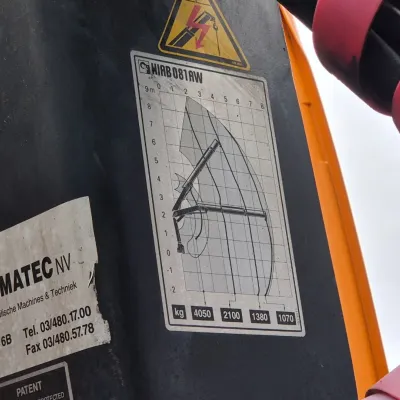 HIAB 081AW
0 1 2 3 4 5 6 7 8
9m
8
7
6
5
4
3
2
1
0
1
2
kg 4050 2100 1380 1070
MATEC NV
lische Machines & Techniek
6B Tel. 03/480.17.00
Fax 03/480.57.78
PATENT